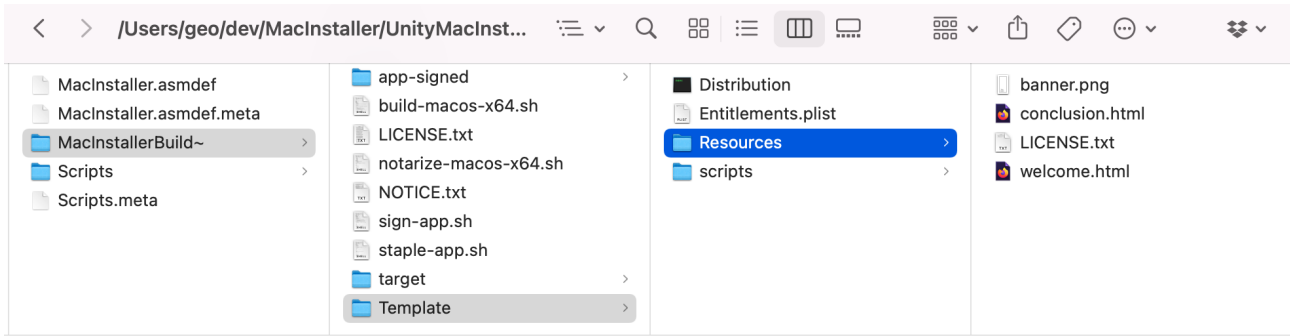 /Users/geo/dev/MacInstaller/UnityMacInst...
MacInstaller.asmdef
MacInstaller.asmdef.meta
MacInstallerBuild~
Scripts
Scripts.meta
app-signed
build-macos-x64.sh
LICENSE.txt
notarize-macos-x64.sh
NOTICE.txt
sign-app.sh
staple-app.sh
target
Template
Distribution
Entitlements.plist
Resources
scripts
banner.png
conclusion.html
LICENSE.txt
welcome.html